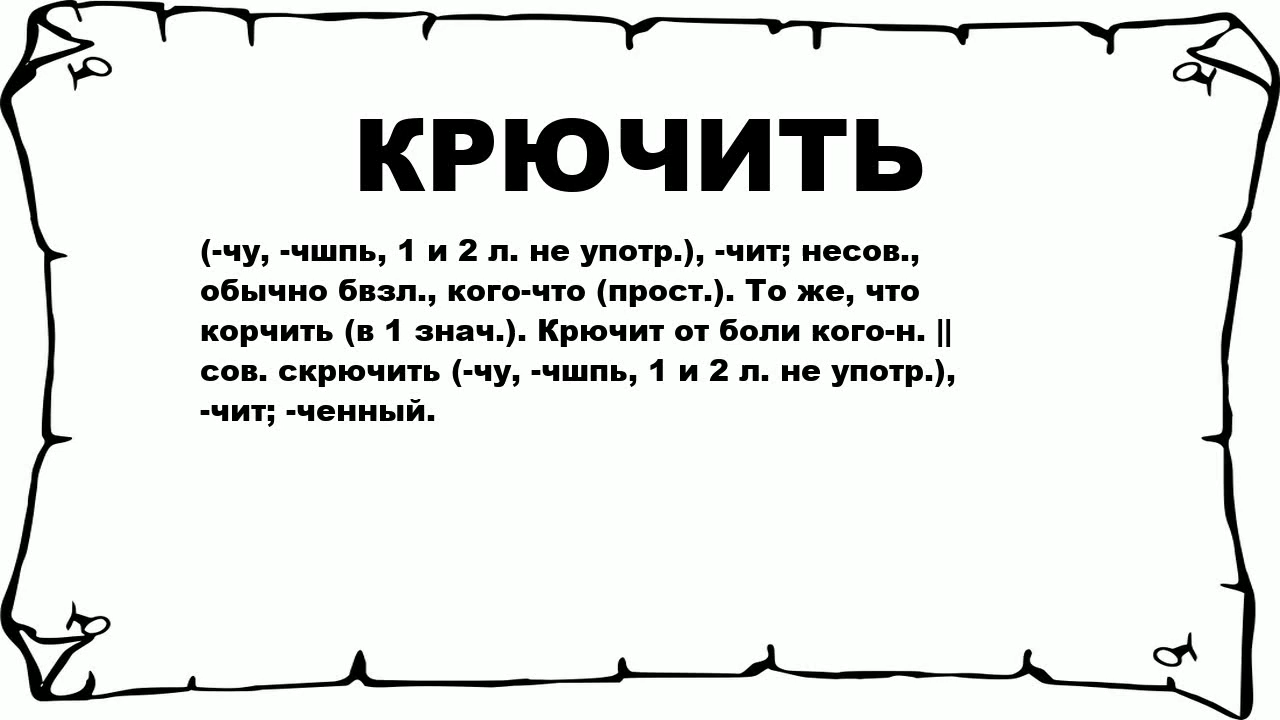 КРЮЧИТЬ
(-чу, -чшпь, 1 и 2 л. не употр.), -чит; несов.,
обычно бвзл., кого-что (прост.). То же, что
корчить (в 1 знач.). Крючит от боли кого-н. ||
сов. скрючить (-чу, -чшпь, 1 и 2 л. не употр.),
-чит; -ченный.